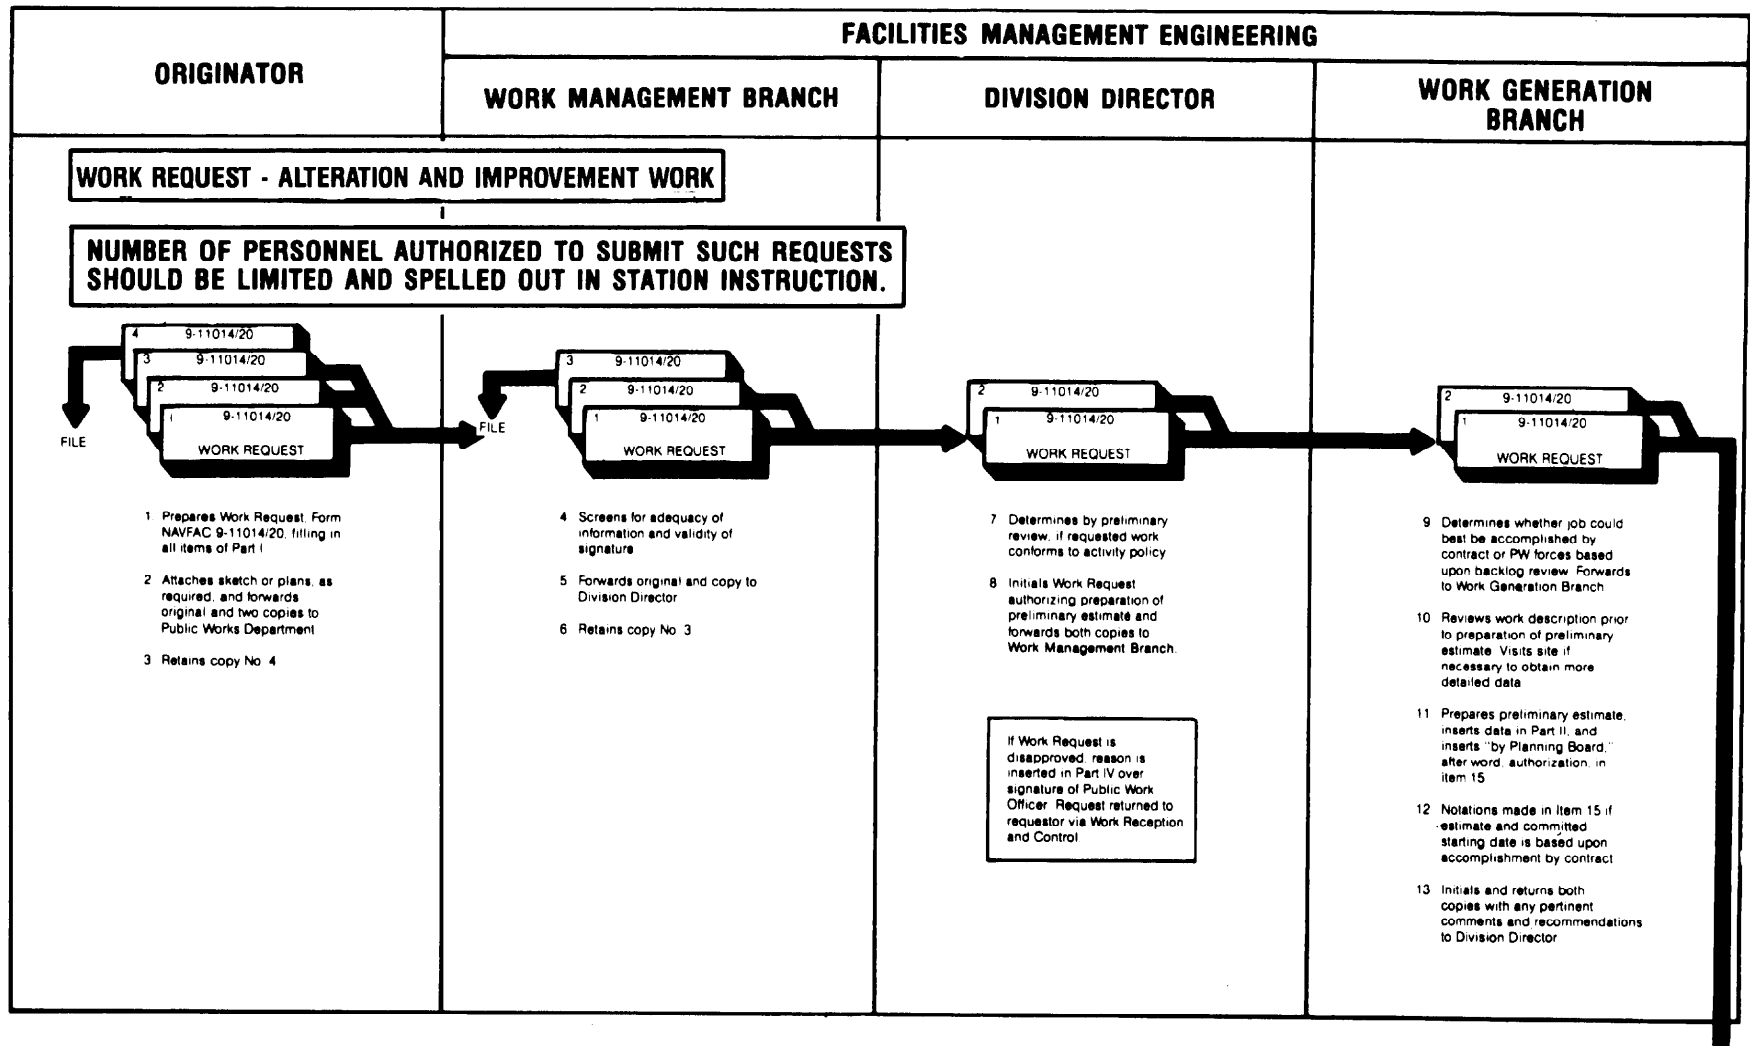 FACILITIES MANAGEMENT ENGINEERING
ORIGINATOR
WORK MANAGEMENT BRANCH
DIVISION DIRECTOR
WORK GENERATION
BRANCH
WORK REQUEST - ALTERATION AND IMPROVEMENT WORK
NUMBER OF PERSONNEL AUTHORIZED TO SUBMIT SUCH REQUESTS
SHOULD BE LIMITED AND SPELLED OUT IN STATION INSTRUCTION.
4 9-11014/20
3 9-11014/20
2 9-11014/20
1 9-11014/20
WORK REQUEST
FILE
1 Prepares Work Request, Form
NAVFAC 9-11014/20, filling in
all items of Part I
2 Attaches sketch or plans, as
required, and forwards
original and two copies to
Public Works Department
3 Retains copy No 4
3 9-11014/20
2 9-11014/20
1 9-11014/20
WORK REQUEST
FILE
4 Screens for adequacy of
information and validity of
signature
5 Forwards original and copy to
Division Director
6 Retains copy No 3
2 9-11014/20
1 9-11014/20
WORK REQUEST
7 Determines by preliminary
review, if requested work
conforms to activity policy
8 Initials Work Request
authorizing preparation of
preliminary estimate and
forwards both copies to
Work Management Branch.
If Work Request is
disapproved, reason is
inserted in Part IV over
signature of Public Work
Officer Request returned to
requestor via Work Reception
and Control
2 9-11014/20
1 9-11014/20
WORK REQUEST
9 Determines whether job could
best be accomplished by
contract or PW forces based
upon backlog review Forwards
to Work Generation Branch
10 Reviews work description prior
to preparation of preliminary
estimate Visits site if
necessary to obtain more
detailed data
11 Prepares preliminary estimate,
inserts data in Part II, and
inserts "by Planning Board,"
after word, authorization, in
item 15
12 Notations made in Item 15 if
estimate and committed
starting date is based upon
accomplishment by contract
13 Initials and returns both
copies with any pertinent
comments and recommendations
to Division Director